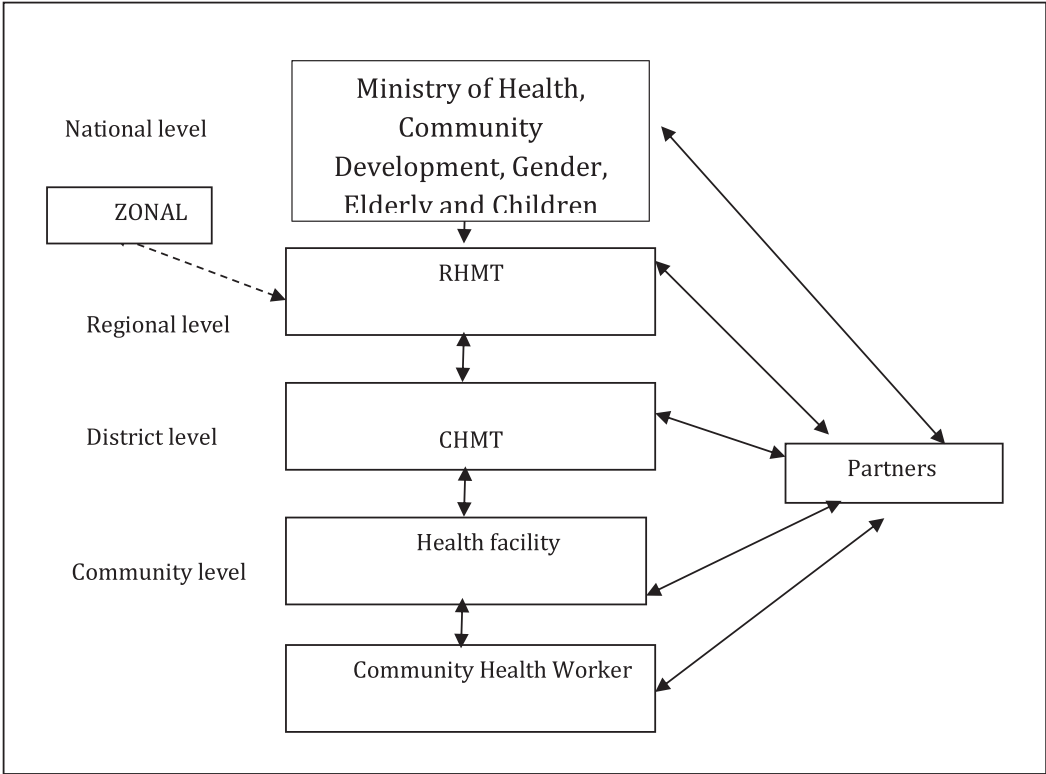 Ministry of Health,
Community
Development, Gender,
Elderly and Children
National level
ZONAL
RHMT
Regional level
District level
CHMT
Partners
Health facility
Community level
Community Health Worker